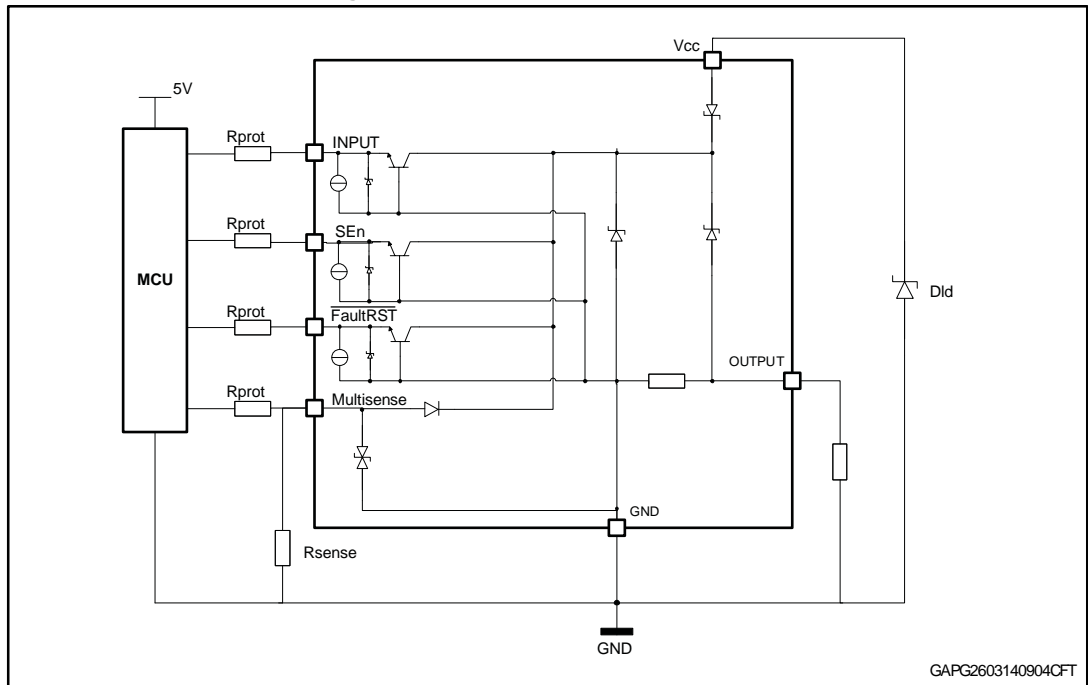 Vcc
5V
Rprot
INPUT
Rprot
SEn
MCU
Dld
Rprot
FaultRST
OUTPUT
Rprot
Multisense
GND
Rsense
GND
GAPG2603140904CFT